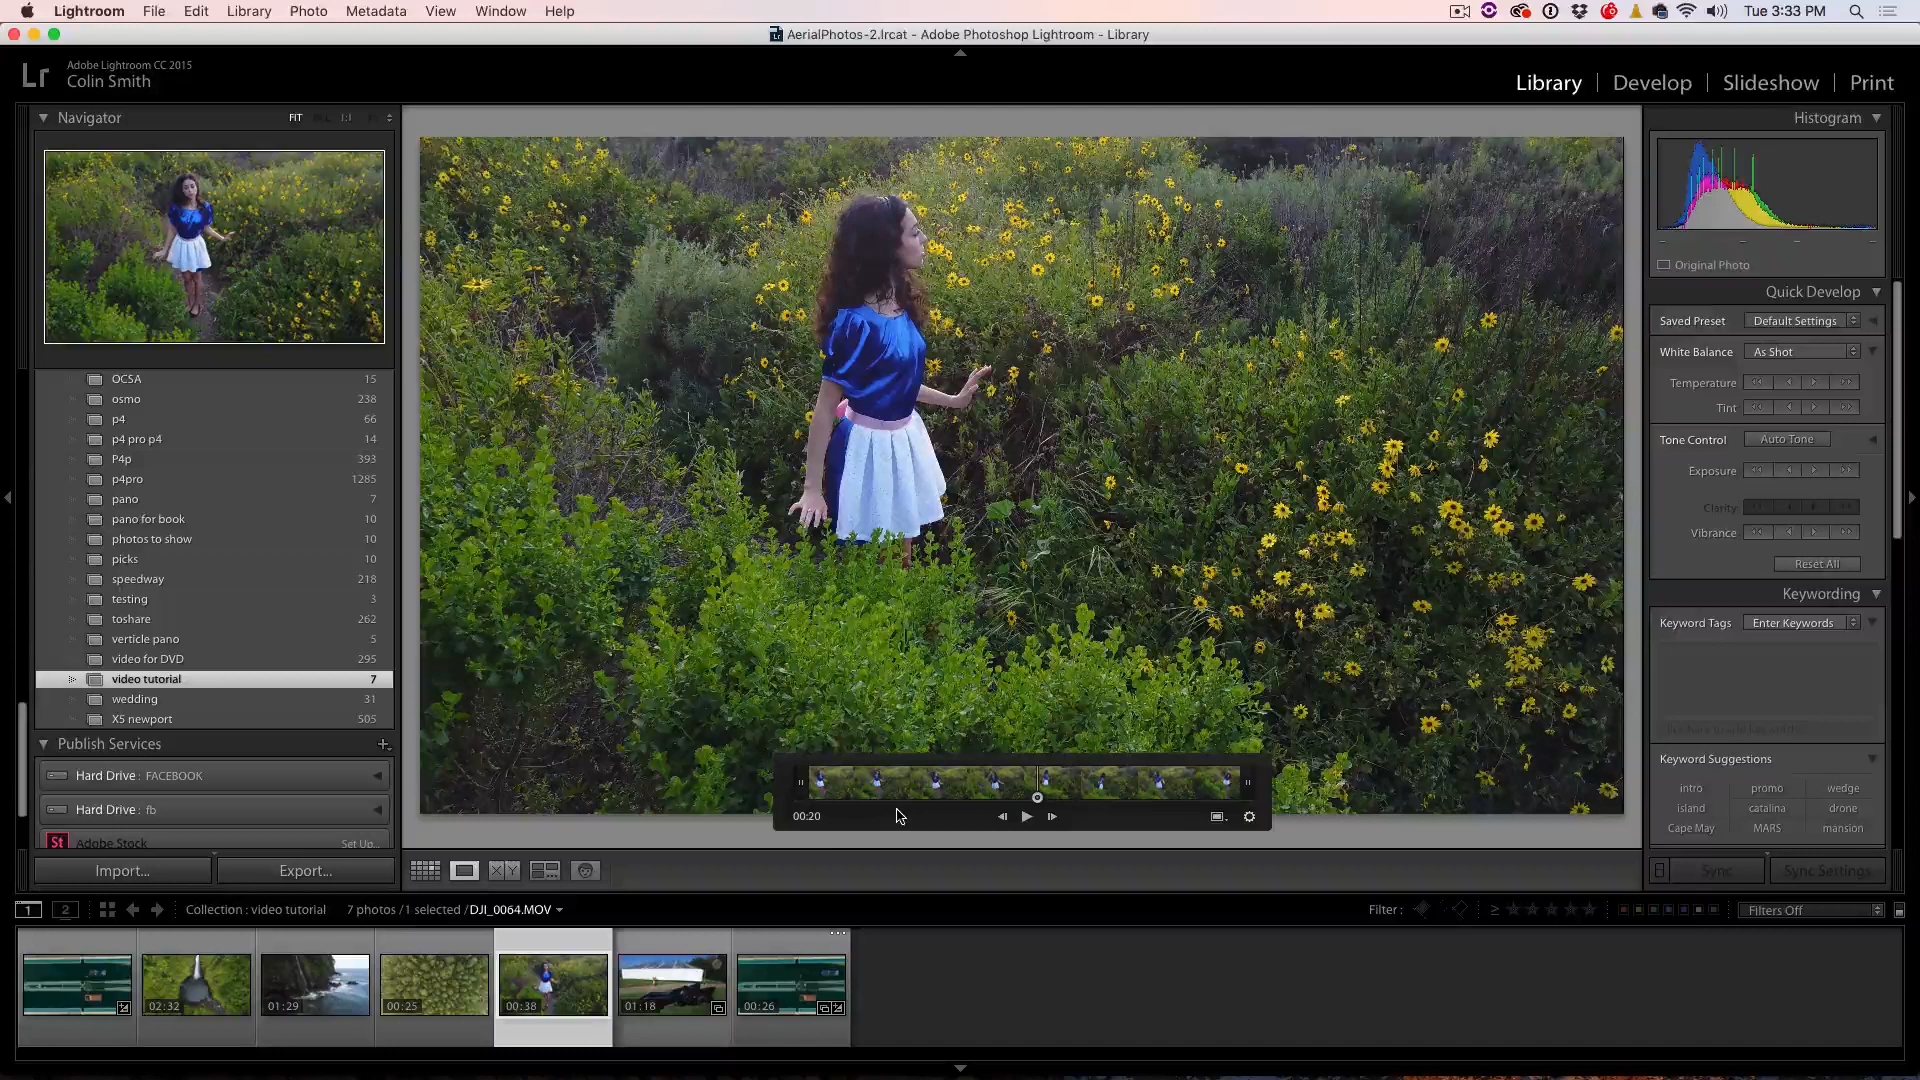 Lightroom File Edit Library Photo Metadata View Window Help Tue 3:33 PM
AerialPhotos-2.lrcat - Adobe Photoshop Lightroom - Library
Lr Adobe Lightroom CC 2015
Colin Smith
Library Develop Slideshow Print
Navigator FIT 1:1
Histogram
Original Photo
Quick Develop
Saved Preset Default Settings
White Balance As Shot
Temperature
Tint
Tone Control Auto Tone
Exposure
Clarity
Vibrance
Reset All
Keywording
Keyword Tags Enter Keywords
Keyword Suggestions
intro promo wedge
island catalina drone
Cape May MARS mansion
Sync Sync Settings
OCSA 15
osmo 238
p4 66
p4 pro p4 14
P4p 393
p4pro 1285
pano 7
pano for book 10
photos to show 10
picks 10
speedway 218
testing 3
toshare 262
verticle pano 5
video for DVD 295
video tutorial 7
wedding 31
X5 newport 505
Publish Services
Hard Drive : FACEBOOK
Hard Drive : fb
St Adobe Stock Set Up...
Import... Export...
00:20
XY
1 2 Collection : video tutorial 7 photos /1 selected /DJI_0064.MOV Filter : Filters Off
02:32 01:29 00:25 00:38 01:18 00:26